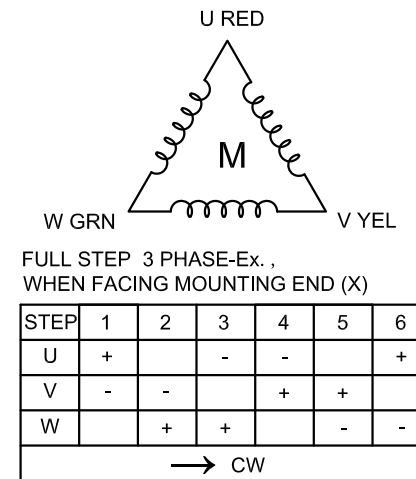 U RED
M
W GRN V YEL
FULL STEP 3 PHASE-Ex. ,
WHEN FACING MOUNTING END (X)
STEP 1 2 3 4 5 6
U + - - +
V - - + +
W + + - -
→ CW